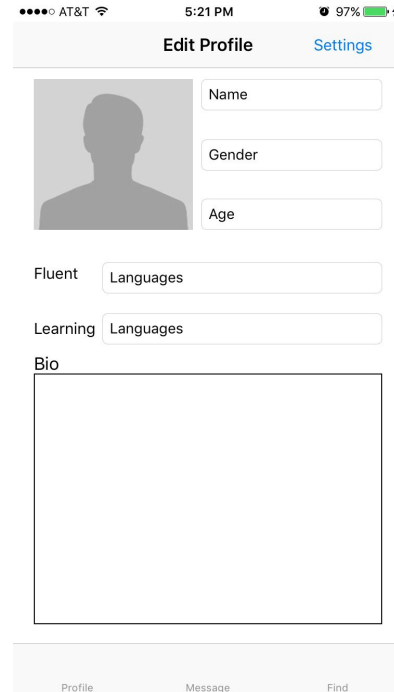 AT&T 5:21 PM 97%
Edit Profile Settings
Name
Gender
Age
Fluent Languages
Learning Languages
Bio
Profile Message Find